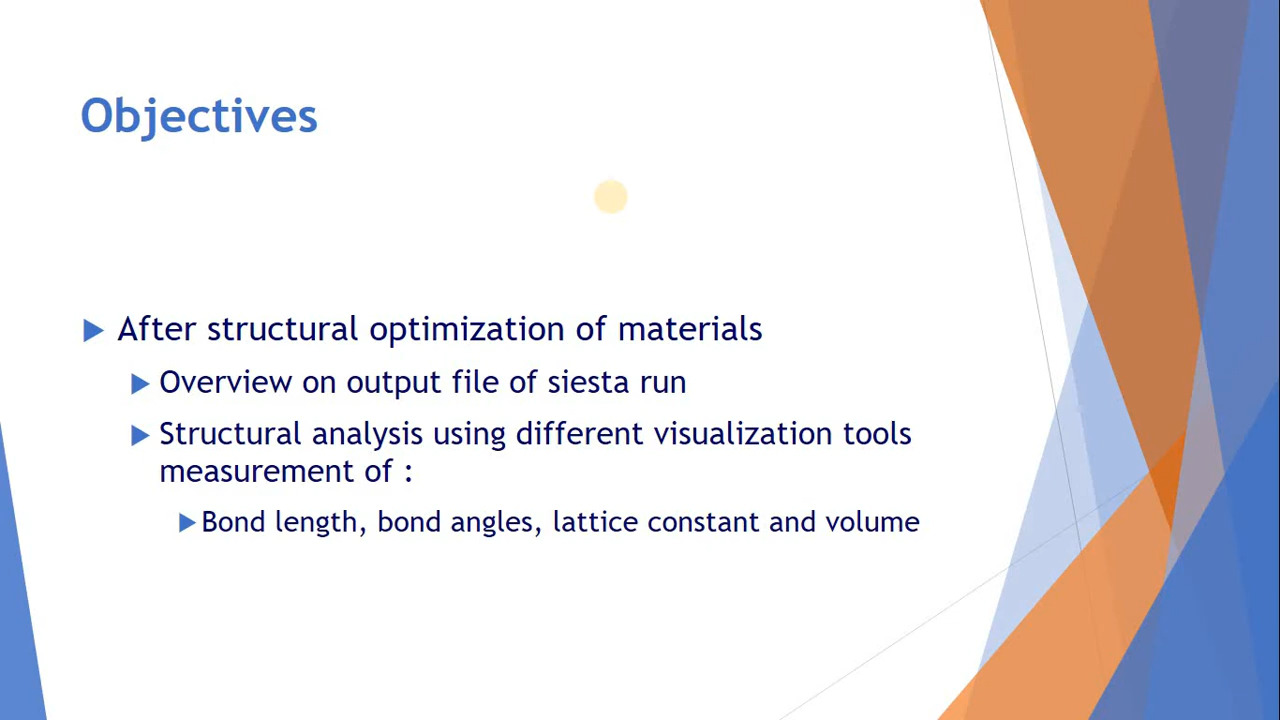 Objectives
After structural optimization of materials
Overview on output file of siesta run
Structural analysis using different visualization tools
measurement of :
Bond length, bond angles, lattice constant and volume